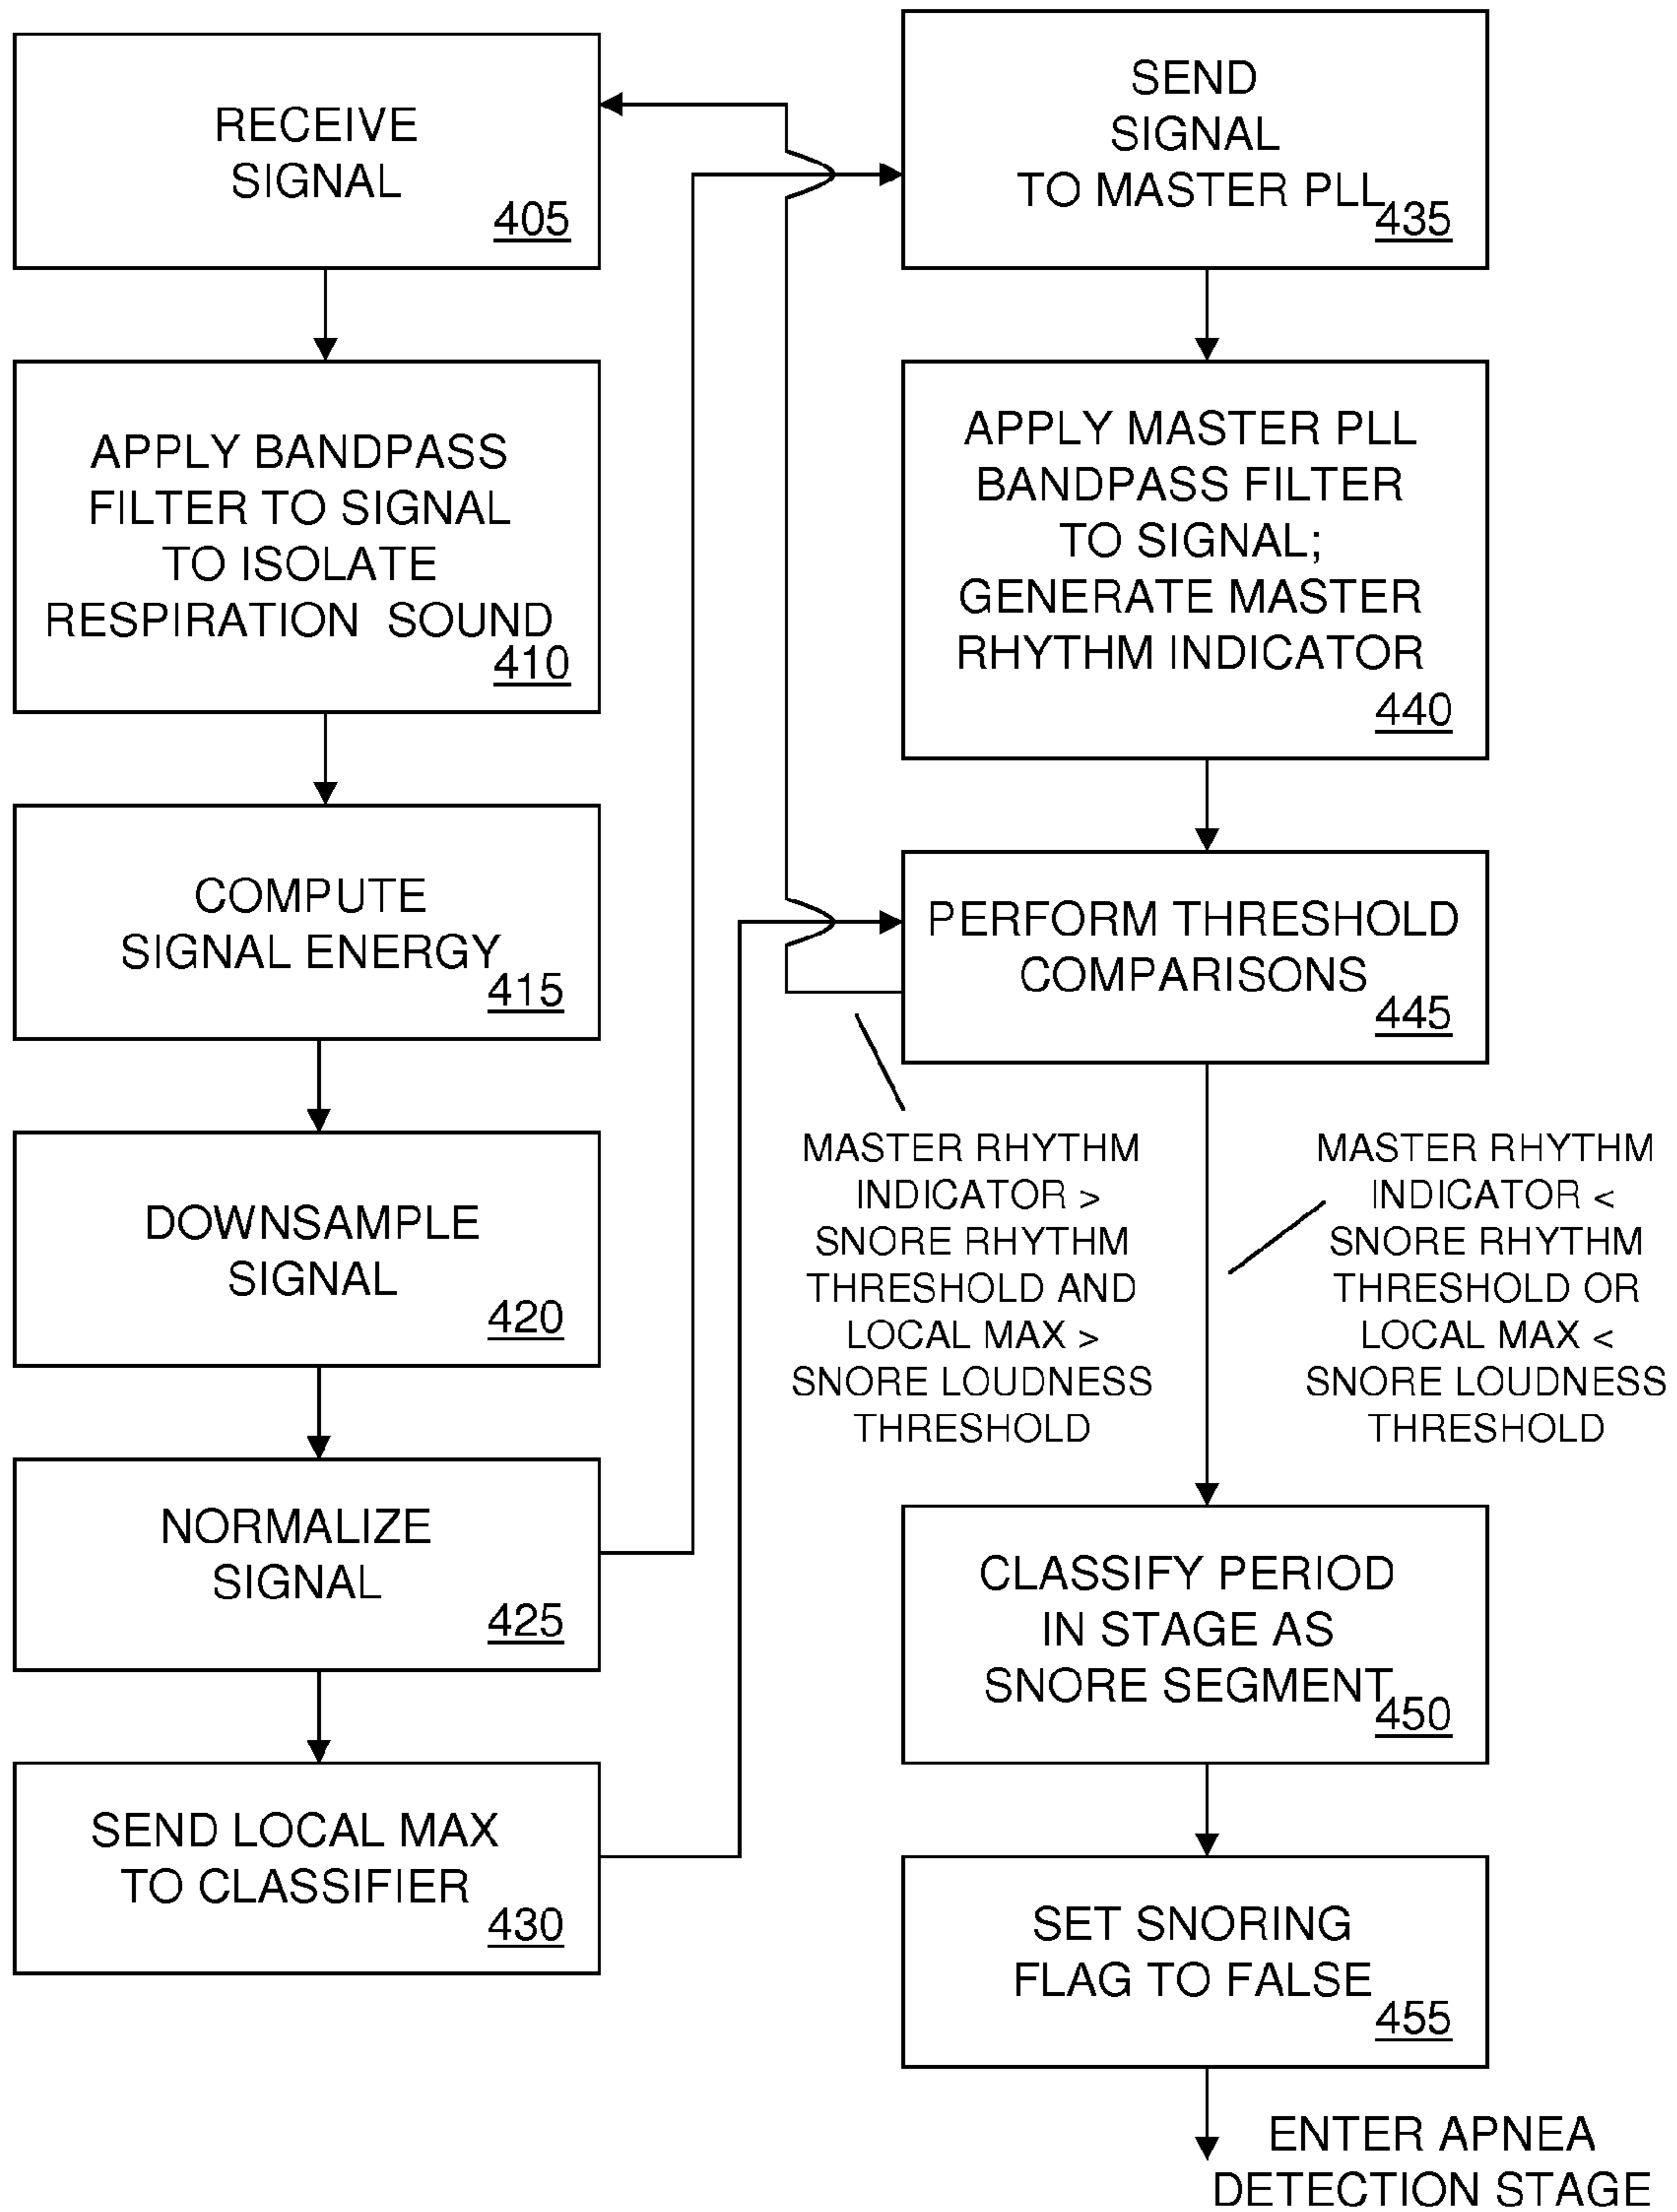 RECEIVE
SIGNAL
405
APPLY BANDPASS
FILTER TO SIGNAL
TO ISOLATE
RESPIRATION SOUND
410
COMPUTE
SIGNAL ENERGY
415
DOWNSAMPLE
SIGNAL
420
NORMALIZE
SIGNAL
425
SEND LOCAL MAX
TO CLASSIFIER
430
SEND
SIGNAL
TO MASTER PLL
435
APPLY MASTER PLL
BANDPASS FILTER
TO SIGNAL;
GENERATE MASTER
RHYTHM INDICATOR
440
PERFORM THRESHOLD
COMPARISONS
445
MASTER RHYTHM
INDICATOR >
SNORE RHYTHM
THRESHOLD AND
LOCAL MAX >
SNORE LOUDNESS
THRESHOLD
MASTER RHYTHM
INDICATOR <
SNORE RHYTHM
THRESHOLD OR
LOCAL MAX <
SNORE LOUDNESS
THRESHOLD
CLASSIFY PERIOD
IN STAGE AS
SNORE SEGMENT
450
SET SNORING
FLAG TO FALSE
455
ENTER APNEA
DETECTION STAGE